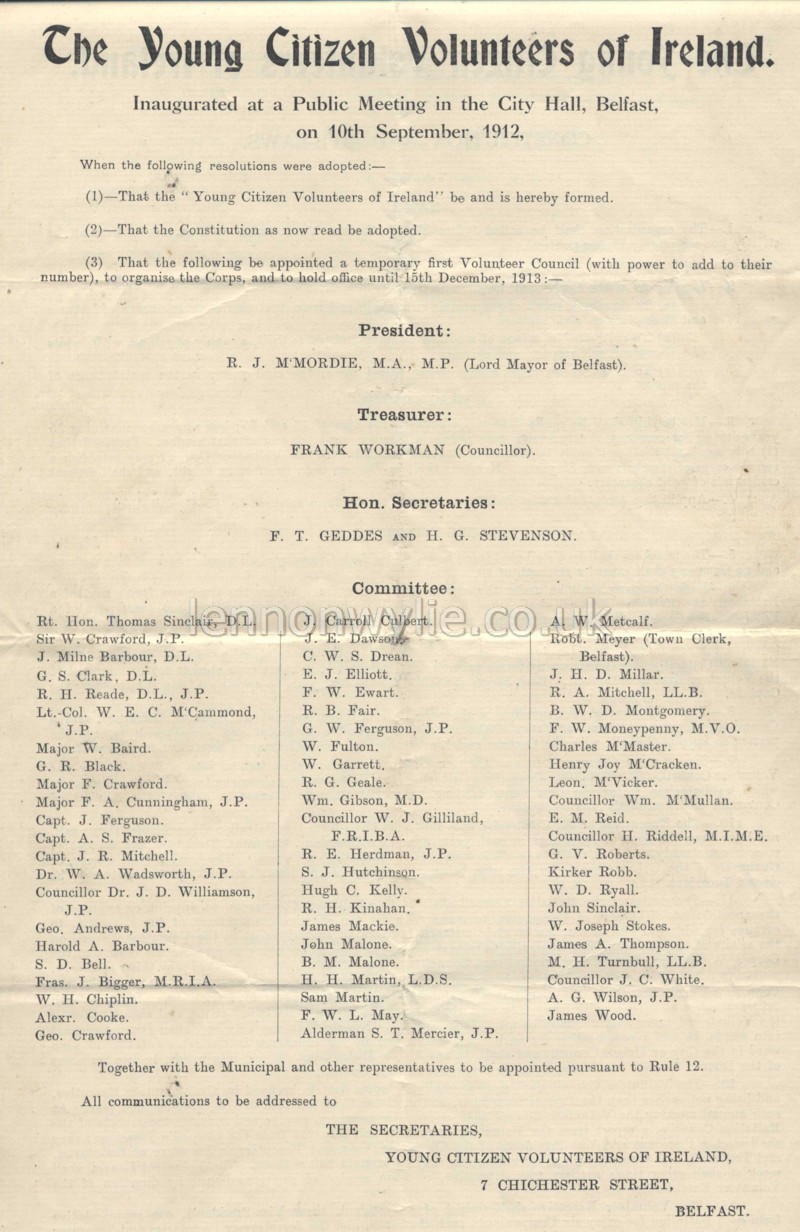 The Young Citizen Volunteers of Ireland.
Inaugurated at a Public Meeting in the City Hall, Belfast,
on 10th September, 1912,
When the following resolutions were adopted:—
(1)—That the "Young Citizen Volunteers of Ireland" be and is hereby formed.
(2)—That the Constitution as now read be adopted.
(3) That the following be appointed a temporary first Volunteer Council (with power to add to their
number), to organise the Corps, and to hold office until 15th December, 1913:—
President:
R. J. M‘MORDIE, M.A., M.P. (Lord Mayor of Belfast).
Treasurer:
FRANK WORKMAN (Councillor).
Hon. Secretaries:
F. T. GEDDES AND H. G. STEVENSON.
Committee:
lennonwylie.co.uk
Rt. Hon. Thomas Sinclair, D.L.
Sir W. Crawford, J.P.
J. Milne Barbour, D.L.
G. S. Clark, D.L.
R. H. Reade, D.L., J.P.
Lt.-Col. W. E. C. M‘Cammond,
J.P.
Major W. Baird.
G. R. Black.
Major F. Crawford.
Major F. A. Cunningham, J.P.
Capt. J. Ferguson.
Capt. A. S. Frazer.
Capt. J. R. Mitchell.
Dr. W. A. Wadsworth, J.P.
Councillor Dr. J. D. Williamson,
J.P.
Geo. Andrews, J.P.
Harold A. Barbour.
S. D. Bell.
Fras. J. Bigger, M.R.I.A.
W. H. Chiplin.
Alexr. Cooke.
Geo. Crawford.
J. Carroll Culbert.
J. E. Dawson.
C. W. S. Drean.
E. J. Elliott.
F. W. Ewart.
R. B. Fair.
G. W. Ferguson, J.P.
W. Fulton.
W. Garrett.
R. G. Geale.
Wm. Gibson, M.D.
Councillor W. J. Gilliland,
F.R.I.B.A.
R. E. Herdman, J.P.
S. J. Hutchinson.
Hugh C. Kelly.
R. H. Kinahan.
James Mackie.
John Malone.
B. M. Malone.
H. H. Martin, L.D.S.
Sam Martin.
F. W. L. May.
Alderman S. T. Mercier, J.P.
A. W. Metcalf.
Robt. Meyer (Town Clerk,
Belfast).
J. H. D. Millar.
R. A. Mitchell, LL.B.
B. W. D. Montgomery.
F. W. Moneypenny, M.V.O.
Charles M‘Master.
Henry Joy M‘Cracken.
Leon. M‘Vicker.
Councillor Wm. M‘Mullan.
E. M. Reid.
Councillor H. Riddell, M.I.M.E.
G. V. Roberts.
Kirker Robb.
W. D. Ryall.
John Sinclair.
W. Joseph Stokes.
James A. Thompson.
M. H. Turnbull, LL.B.
Councillor J. C. White.
A. G. Wilson, J.P.
James Wood.
Together with the Municipal and other representatives to be appointed pursuant to Rule 12.
All communications to be addressed to
THE SECRETARIES,
YOUNG CITIZEN VOLUNTEERS OF IRELAND,
7 CHICHESTER STREET,
BELFAST.